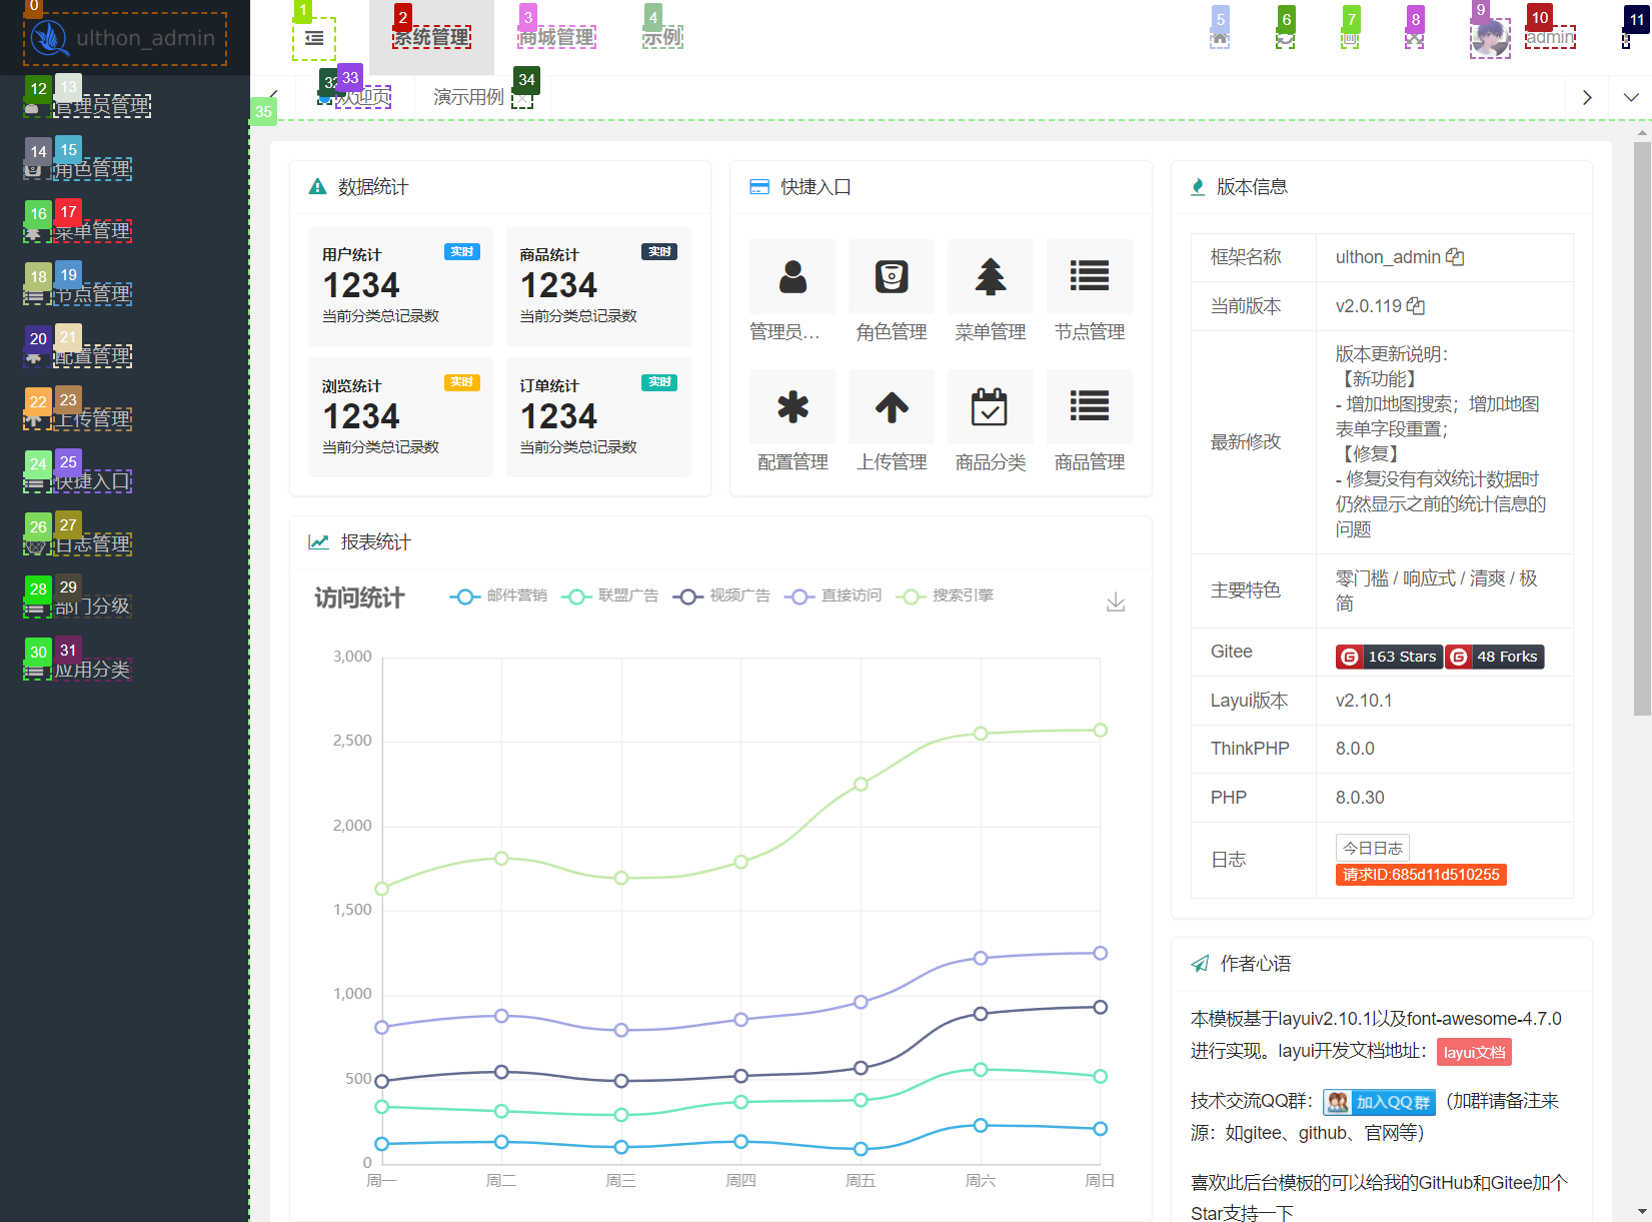 0
ulthon_admin
1
2
系统管理
3
商城管理
4
示例
5
6
7
8
9
10
admin
11
12
13
管理员管理
14
15
角色管理
16
17
菜单管理
18
19
节点管理
20
21
配置管理
22
23
上传管理
24
25
快捷入口
26
27
日志管理
28
29
部门分级
30
31
应用分类
32
33
欢迎页
演示用例
34
35
数据统计
用户统计
实时
1234
当前分类总记录数
商品统计
实时
1234
当前分类总记录数
浏览统计
实时
1234
当前分类总记录数
订单统计
实时
1234
当前分类总记录数
快捷入口
管理员...
角色管理
菜单管理
节点管理
配置管理
上传管理
商品分类
商品管理
报表统计
访问统计
邮件营销
联盟广告
视频广告
直接访问
搜索引擎
3,000
2,500
2,000
1,500
1,000
500
0
周一
周二
周三
周四
周五
周六
周日
版本信息
框架名称
ulthon_admin
当前版本
v2.0.119
最新修改
版本更新说明：
【新功能】
- 增加地图搜索；增加地图
表单字段重置；
【修复】
- 修复没有有效统计数据时
仍然显示之前的统计信息的
问题
主要特色
零门槛 / 响应式 / 清爽 / 极
简
Gitee
163 Stars
48 Forks
Layui版本
v2.10.1
ThinkPHP
8.0.0
PHP
8.0.30
日志
今日日志
请求ID:685d11d510255
作者心语
本模板基于layuiv2.10.1以及font-awesome-4.7.0
进行实现。layui开发文档地址： layui文档
技术交流QQ群： 加入QQ群 （加群请备注来
源：如gitee、github、官网等）
喜欢此后台模板的可以给我的GitHub和Gitee加个
Star支持一下